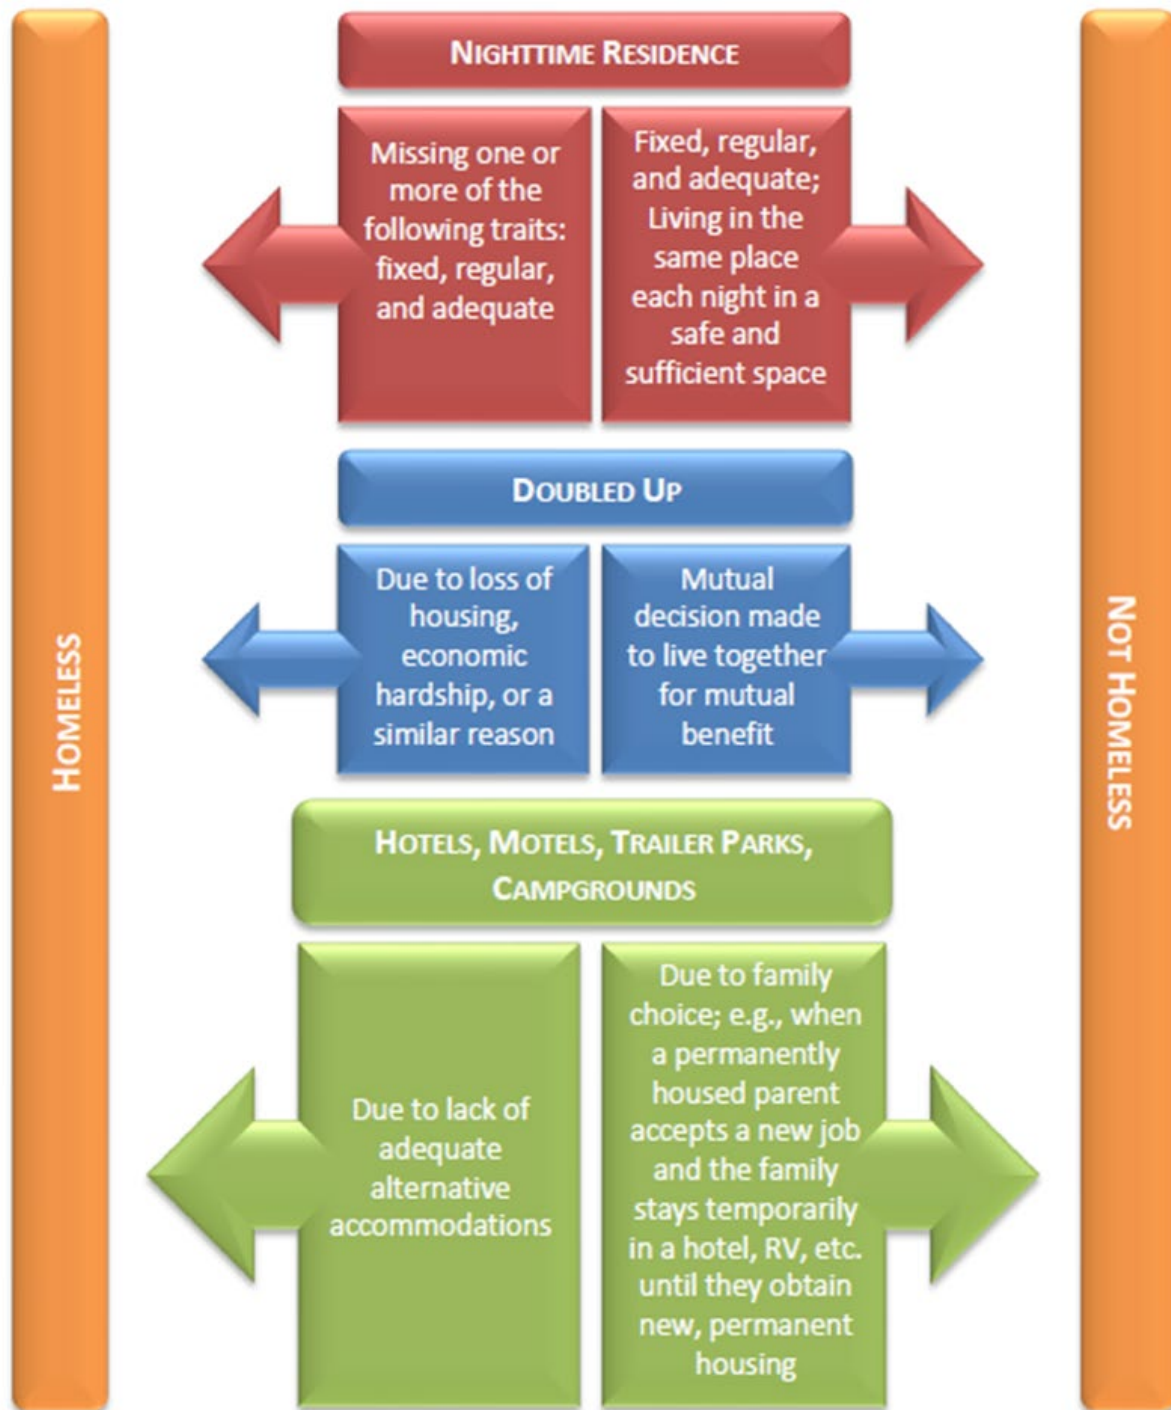 HOMELESS
NIGHTTIME RESIDENCE
Missing one or
more of the
following traits:
fixed, regular,
and adequate
Fixed, regular,
and adequate;
Living in the
same place
each night in a
safe and
sufficient space
DOUBLED UP
Due to loss of
housing,
economic
hardship, or a
similar reason
Mutual
decision made
to live together
for mutual
benefit
HOTELS, MOTELS, TRAILER PARKS,
CAMPGROUNDS
Due to lack of
adequate
alternative
accommodations
Due to family
choice; e.g., when
a permanently
housed parent
accepts a new job
and the family
stays temporarily
in a hotel, RV, etc.
until they obtain
new, permanent
housing
NOT HOMELESS